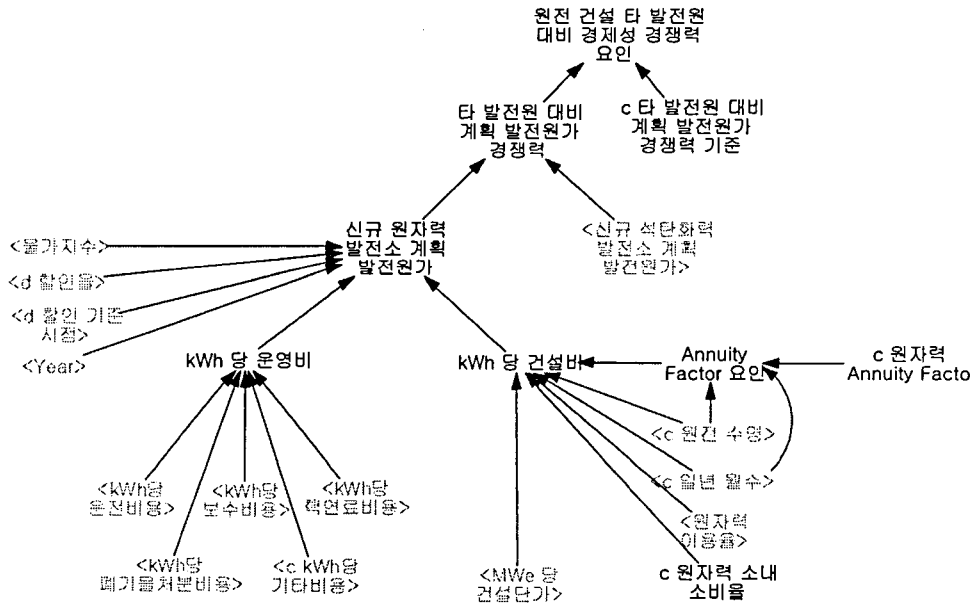 원전 건설 타 발전원
대비 경제성 경쟁력
요인
타 발전원 대비
계획 발전원가
경쟁력
c 타 발전원 대비
계획 발전원가
경쟁력 기준
신규 원자력
발전소 계획
발전원가
<신규 석탄화력
발전소 계획
발전원가>
<물가지수>
<d 할인율>
<d 할인 기준
시점>
<Year>
kWh 당 운영비
kWh 당 건설비
Annuity
Factor 요인
c 원자력
Annuity Facto
<c 원전 수명>
<c 일년 월수>
<원자력
이용율>
c 원자력 소내
소비율
<kWh당
운전비용>
<kWh당
보수비용>
<kWh당
핵연료비용>
<kWh당
폐기물처분비용>
<c kWh당
기타비용>
<MWe 당
건설단가>